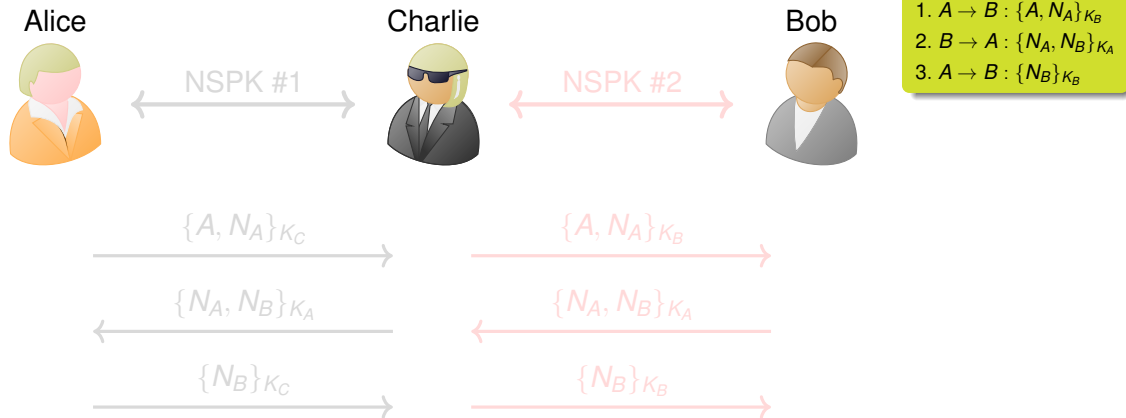 Alice Charlie Bob
1. A → B : {A, N_A}_{K_B}
2. B → A : {N_A, N_B}_{K_A}
3. A → B : {N_B}_{K_B}
NSPK #1 NSPK #2
{A, N_A}_{K_C} {A, N_A}_{K_B}
{N_A, N_B}_{K_A} {N_A, N_B}_{K_A}
{N_B}_{K_C} {N_B}_{K_B}